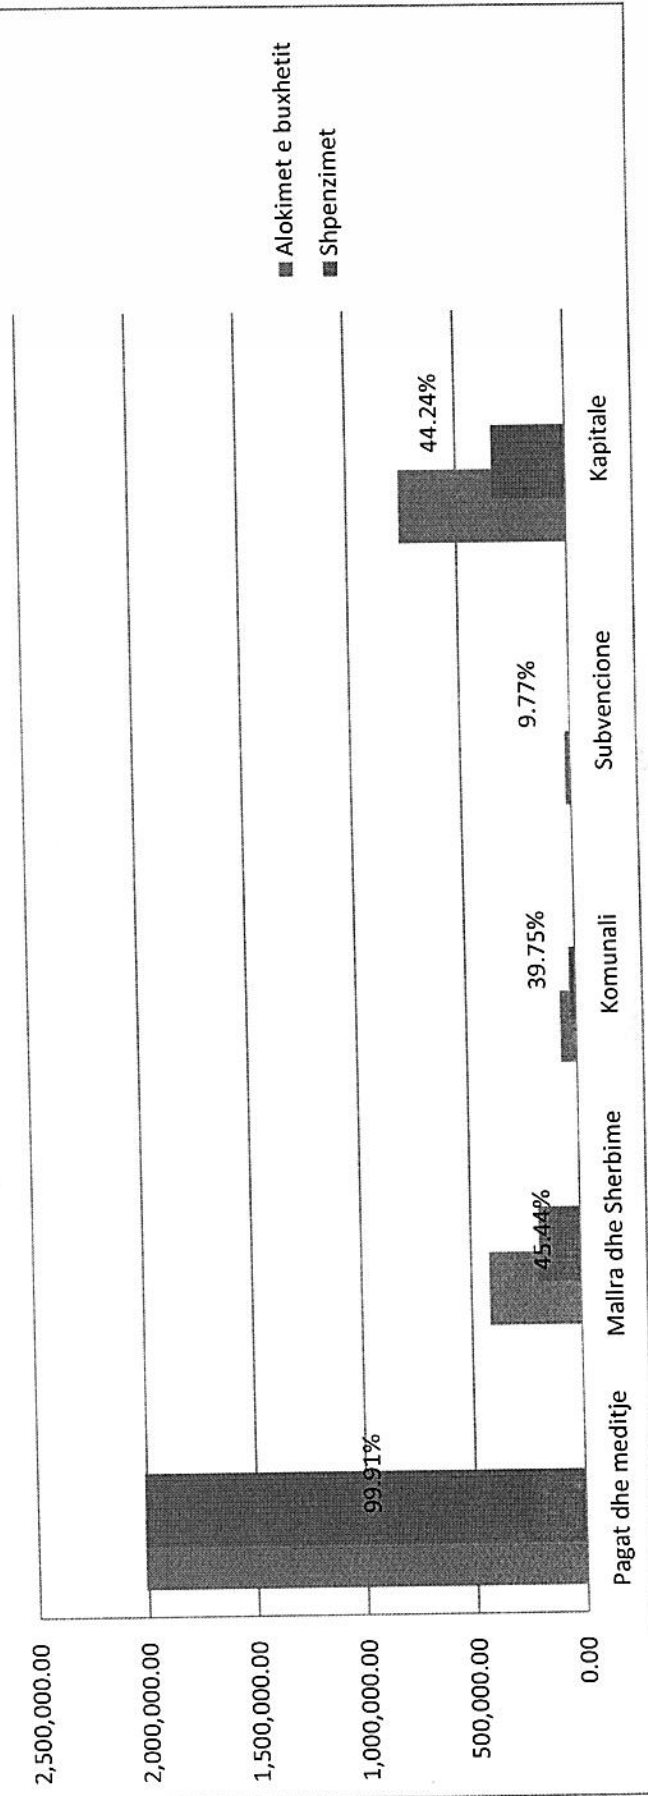 2,500,000.00
2,000,000.00
1,500,000.00
1,000,000.00
500,000.00
0.00
99.91%
45.44%
39.75%
9.77%
44.24%
Pagat dhe meditje
Mallra dhe Sherbime
Komunali
Subvencione
Kapitale
Alokimet e buxhetit
Shpenzimet